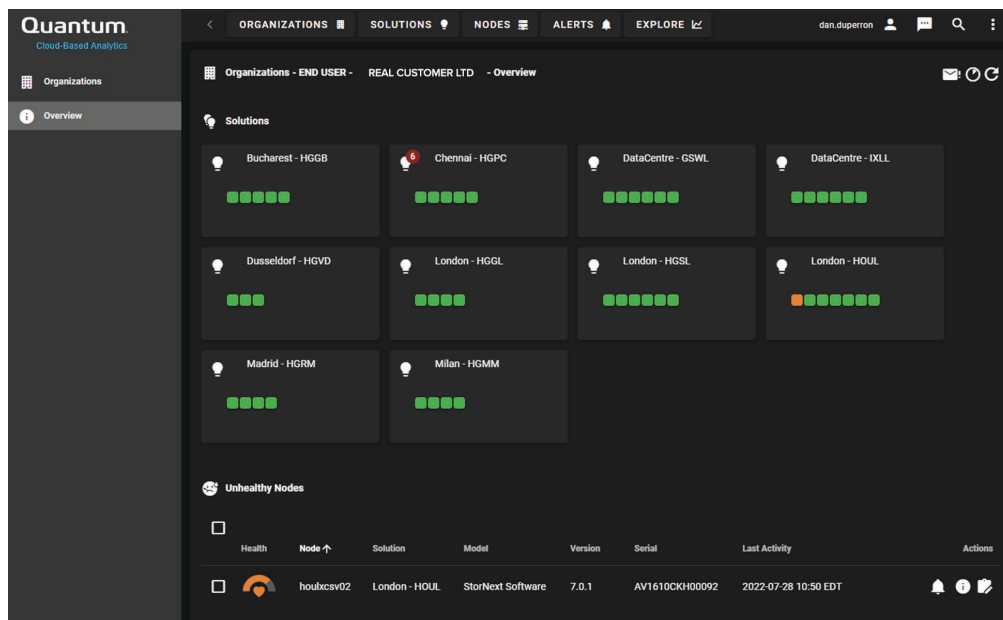 Quantum
Cloud-Based Analytics
Organizations
Overview
ORGANIZATIONS SOLUTIONS NODES ALERTS EXPLORE dan.duperron
Organizations - END USER - REAL CUSTOMER LTD - Overview
Solutions
Bucharest - HGGB
6 Chennai - HGPC
DataCentre - GSWL
DataCentre - IXLL
Dusseldorf - HGVD
London - HGGL
London - HGSL
London - HOUL
Madrid - HGRM
Milan - HGMM
Unhealthy Nodes
Health Node Solution Model Version Serial Last Activity Actions
houlxcsv02 London - HOUL StorNext Software 7.0.1 AV1610CKH00092 2022-07-28 10:50 EDT